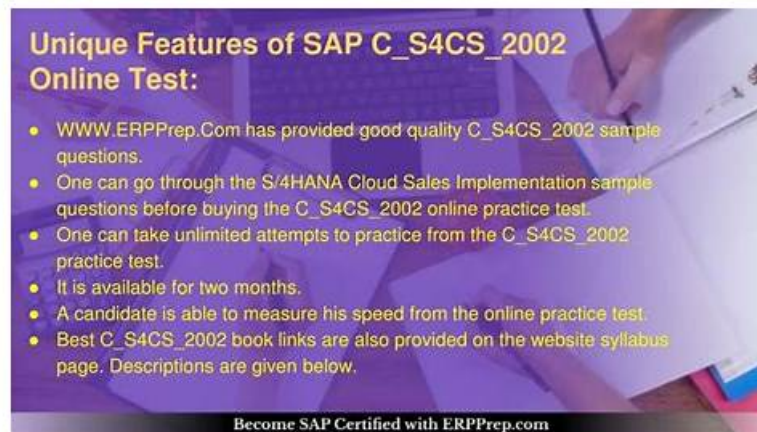 Unique Features of SAP C_S4CS_2002
Online Test:
● WWW.ERPPrep.Com has provided good quality C_S4CS_2002 sample
questions.
● One can go through the S/4HANA Cloud Sales Implementation sample
questions before buying the C_S4CS_2002 online practice test.
● One can take unlimited attempts to practice from the C_S4CS_2002
practice test.
● It is available for two months.
● A candidate is able to measure his speed from the online practice test.
● Best C_S4CS_2002 book links are also provided on the website syllabus
page. Descriptions are given below.
Become SAP Certified with ERPPrep.com